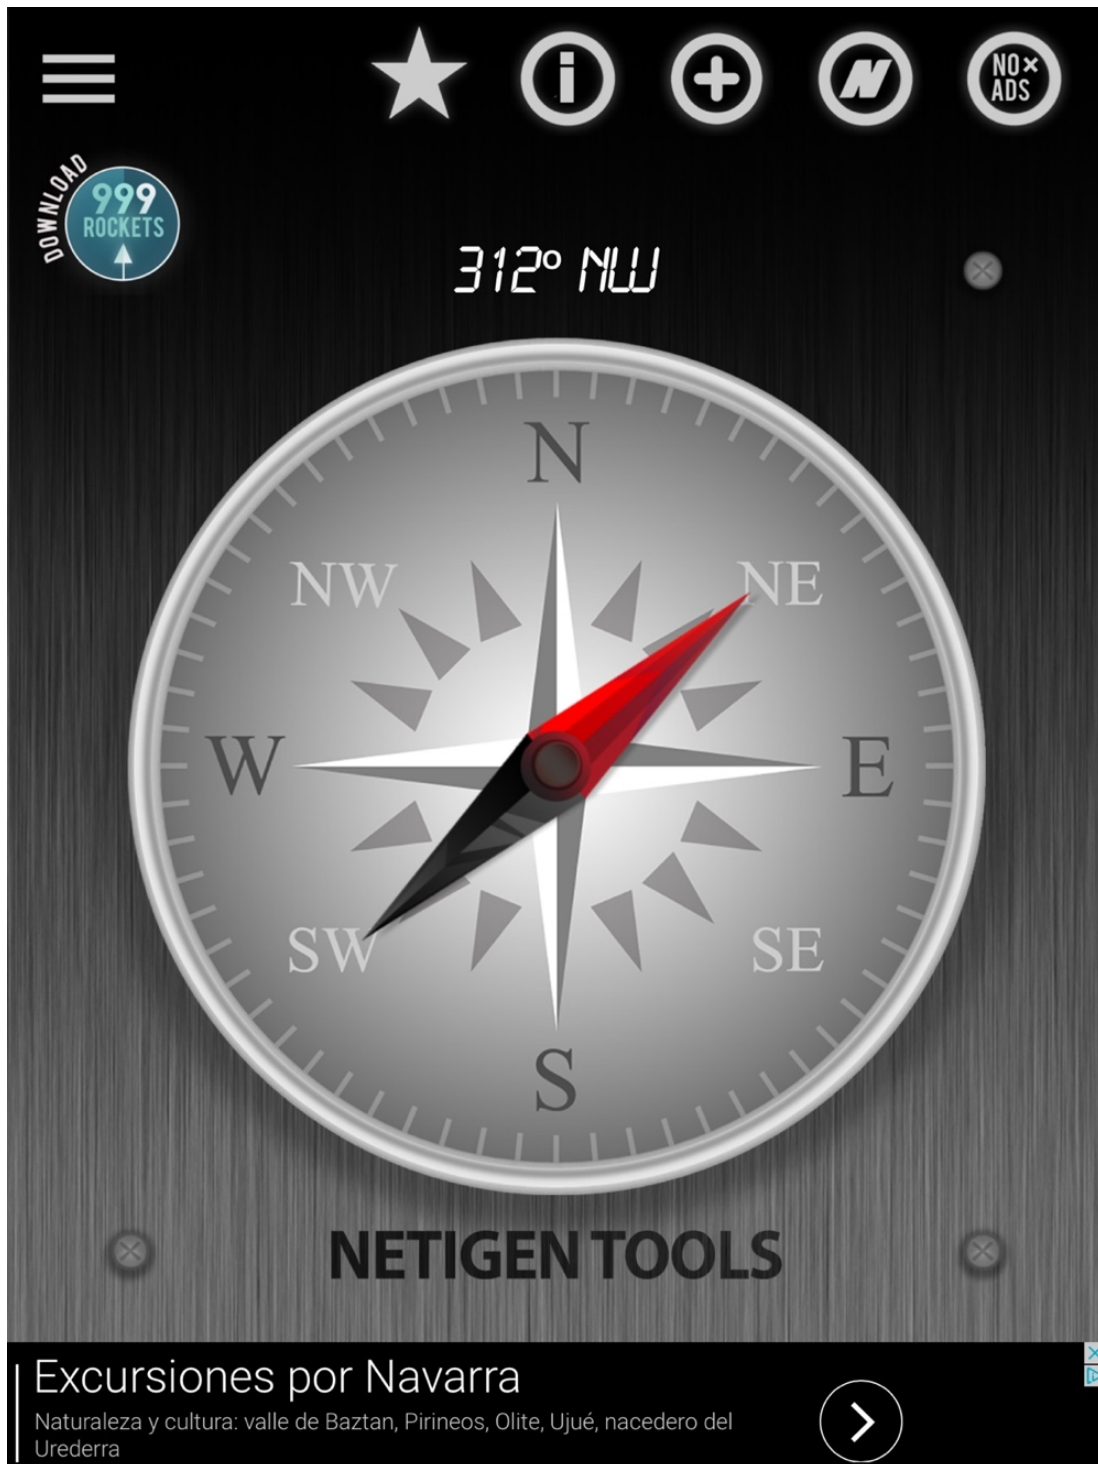 NO×
ADS
DOWNLOAD
999
ROCKETS
312° NW
N
NW
NE
W
E
SW
SE
S
NETIGEN TOOLS
Excursiones por Navarra
Naturaleza y cultura: valle de Baztan, Pirineos, Olite, Ujué, nacedero del
Urederra